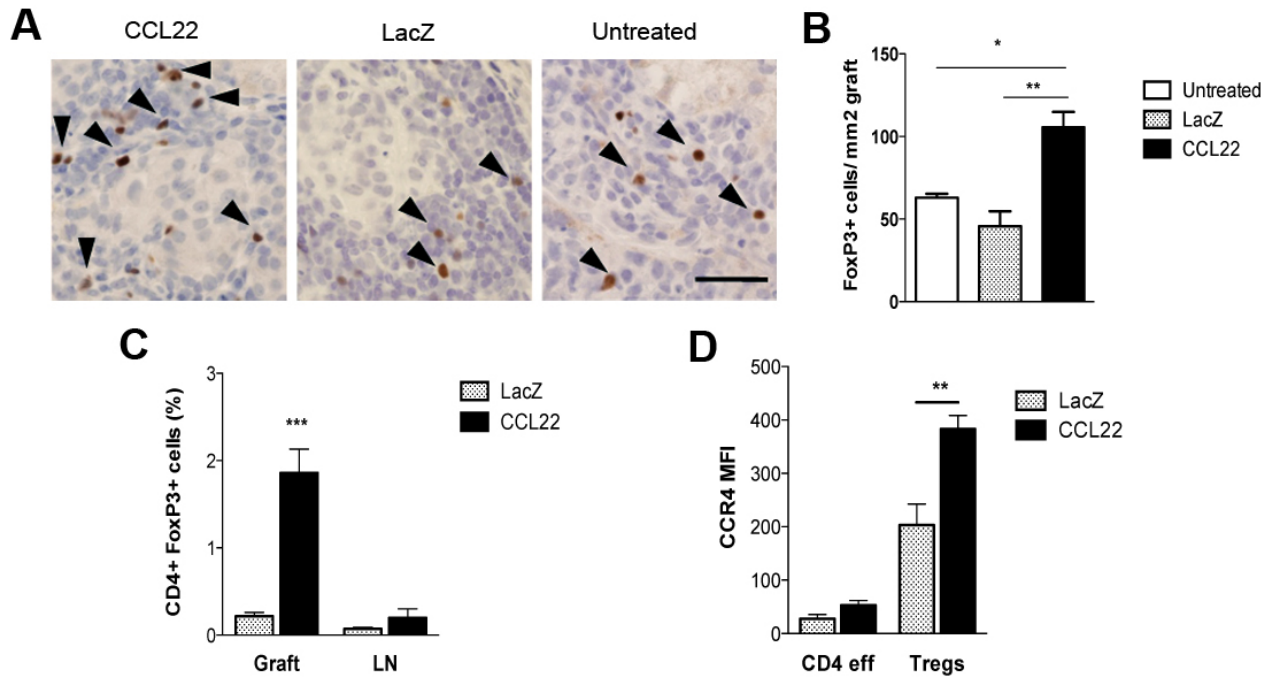 A
CCL22
LacZ
Untreated
B
150
100
50
0
FoxP3+ cells/ mm2 graft
*
**
Untreated
LacZ
CCL22
C
3
2
1
0
CD4+ FoxP3+ cells (%)
***
Graft
LN
LacZ
CCL22
D
500
400
300
200
100
0
CCR4 MFI
**
CD4 eff
Tregs
LacZ
CCL22